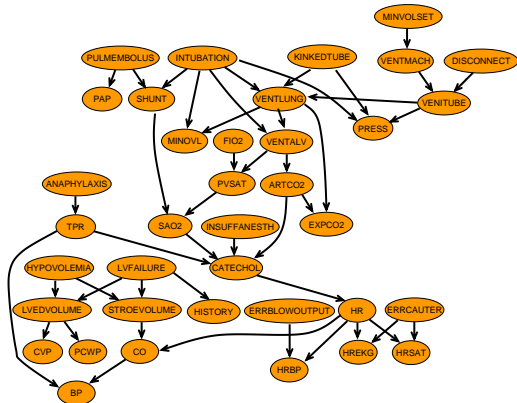 MINVOLSET
PULMEMBOLUS
INTUBATION
KINKEDTUBE
VENTMACH
DISCONNECT
PAP
SHUNT
VENTLUNG
VENITUBE
PRESS
MINOVL
FIO2
VENTALV
ANAPHYLAXIS
PVSAT
ARTCO2
TPR
SAO2
INSUFFANESTH
EXPCO2
HYPOVOLEMIA
LVFAILURE
CATECHOL
LVEDVOLUME
STROEVOLUME
HISTORY
ERRBLOWOUTPUT
HR
ERRCAUTER
CVP
PCWP
CO
HREKG
HRSAT
HRBP
BP